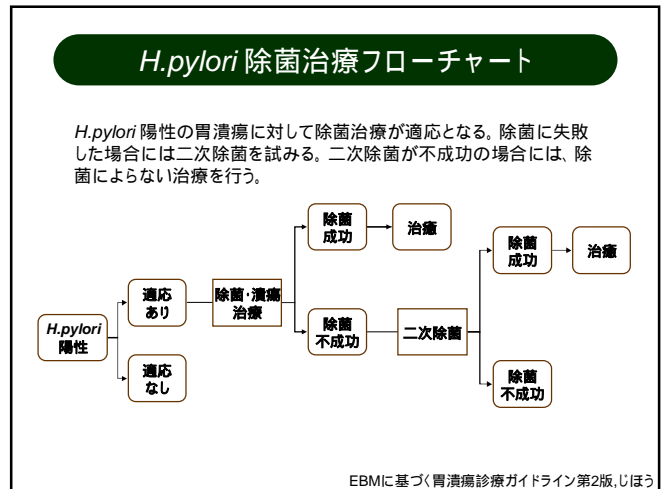 H.pylori 除菌治療フローチャート
H.pylori 陽性の胃潰瘍に対して除菌治療が適応となる。除菌に失敗
した場合には二次除菌を試みる。二次除菌が不成功の場合には、除
菌によらない治療を行う。
除菌
成功
治癒
除菌
成功
治癒
適応
あり
除菌・潰瘍
治療
H.pylori
陽性
除菌
不成功
二次除菌
適応
なし
除菌
不成功
EBMに基づく胃潰瘍診療ガイドライン第2版,じほう